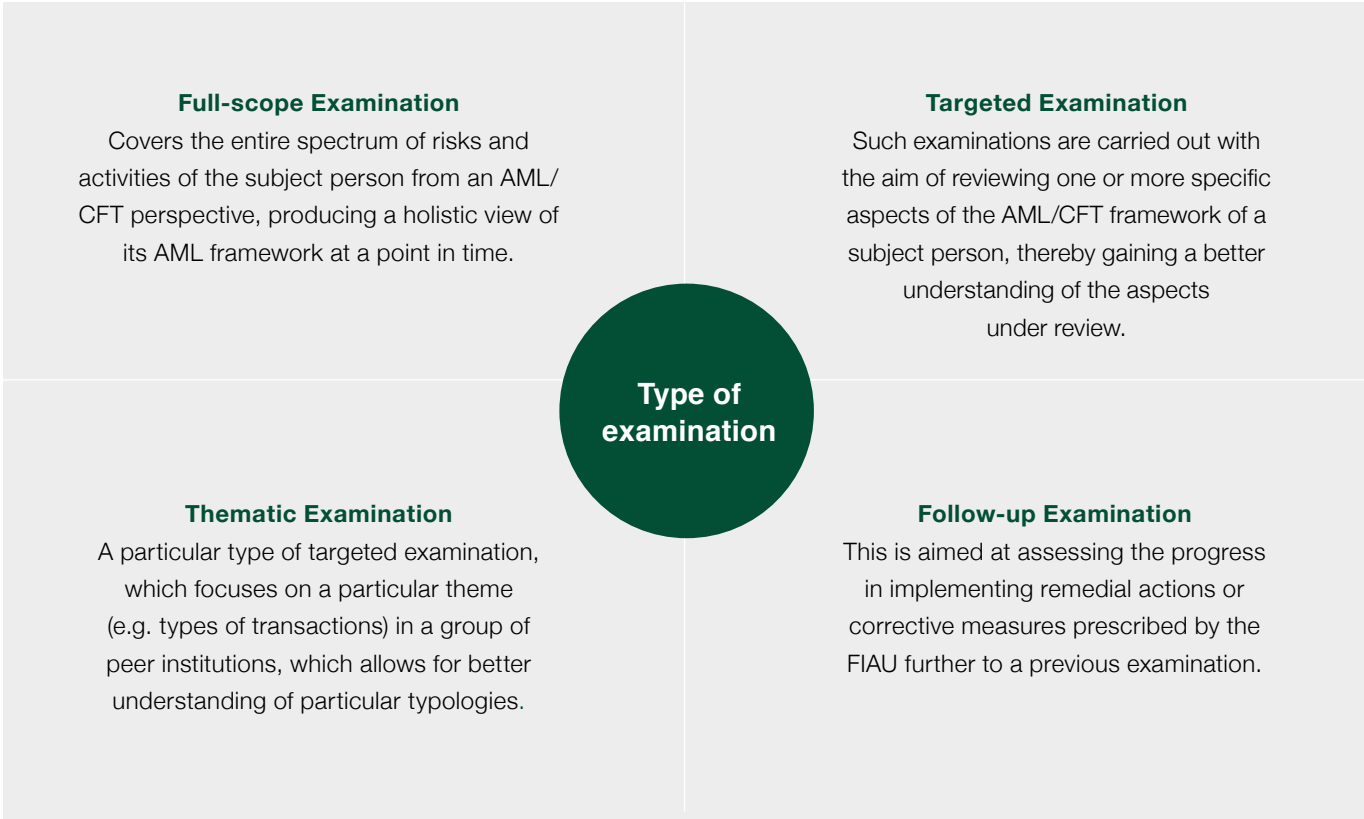 Full-scope Examination
Covers the entire spectrum of risks and
activities of the subject person from an AML/
CFT perspective, producing a holistic view of
its AML framework at a point in time.
Targeted Examination
Such examinations are carried out with
the aim of reviewing one or more specific
aspects of the AML/CFT framework of a
subject person, thereby gaining a better
understanding of the aspects
under review.
Type of
examination
Thematic Examination
A particular type of targeted examination,
which focuses on a particular theme
(e.g. types of transactions) in a group of
peer institutions, which allows for better
understanding of particular typologies.
Follow-up Examination
This is aimed at assessing the progress
in implementing remedial actions or
corrective measures prescribed by the
FIAU further to a previous examination.